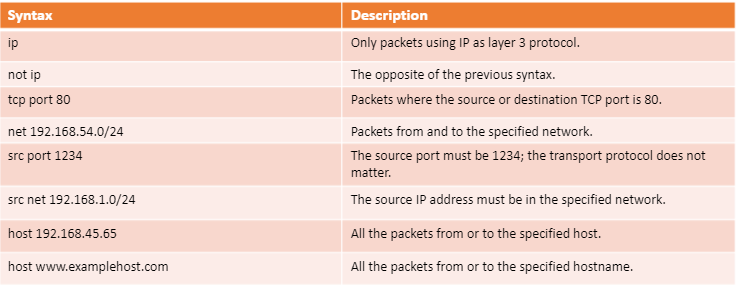 Syntax Description
ip Only packets using IP as layer 3 protocol.
not ip The opposite of the previous syntax.
tcp port 80 Packets where the source or destination TCP port is 80.
net 192.168.54.0/24 Packets from and to the specified network.
src port 1234 The source port must be 1234; the transport protocol does not
matter.
src net 192.168.1.0/24 The source IP address must be in the specified network.
host 192.168.45.65 All the packets from or to the specified host.
host www.examplehost.com All the packets from or to the specified hostname.